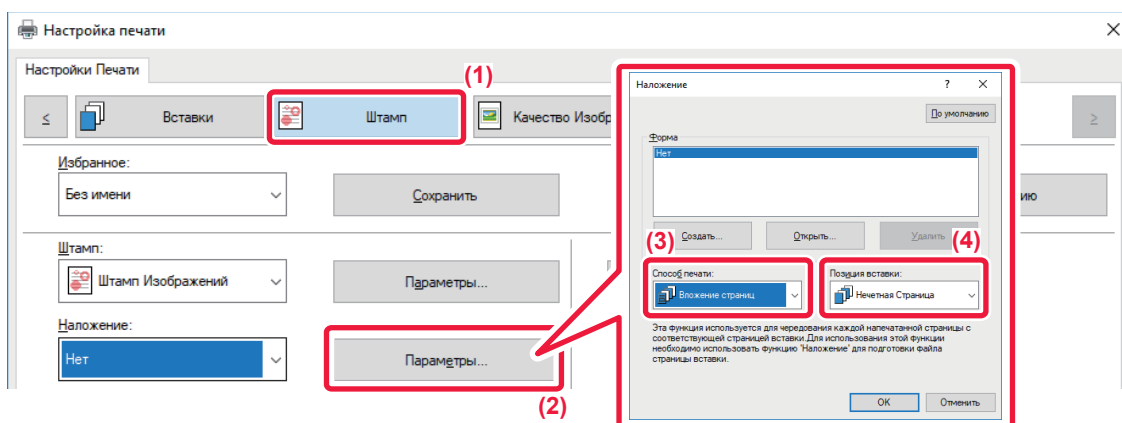 Настройка печати
Настройки Печати
(1)
<
Вставки
Штамп
Качество Изобр
>
Избранное:
Без имени
Сохранить
ию
Штамп:
Штамп Изображений
Параметры...
Наложение:
Нет
Параметры...
(2)
Наложение
?
По умолчанию
Форма
Нет
Создать...
Открыть...
Удалить
(3)
(4)
Способ печати:
Вложение страниц
Позиция вставки:
Нечетная Страница
Эта функция используется для чередования каждой напечатанной страницы с
соответствующей страницей вставки.Для использования этой функции
необходимо использовать функцию 'Наложение' для подготовки файла
страницы вставки.
OK
Отменить